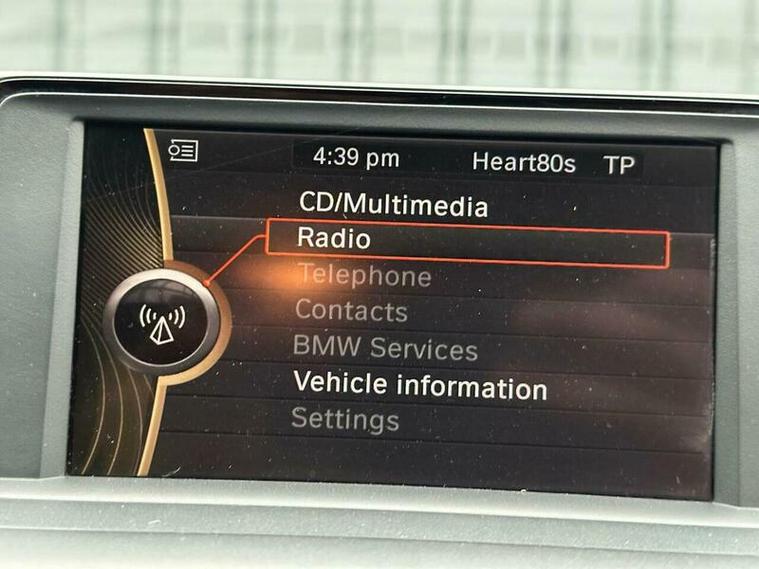 4:39 pm Heart80s TP
CD/Multimedia
Radio
Telephone
Contacts
BMW Services
Vehicle information
Settings